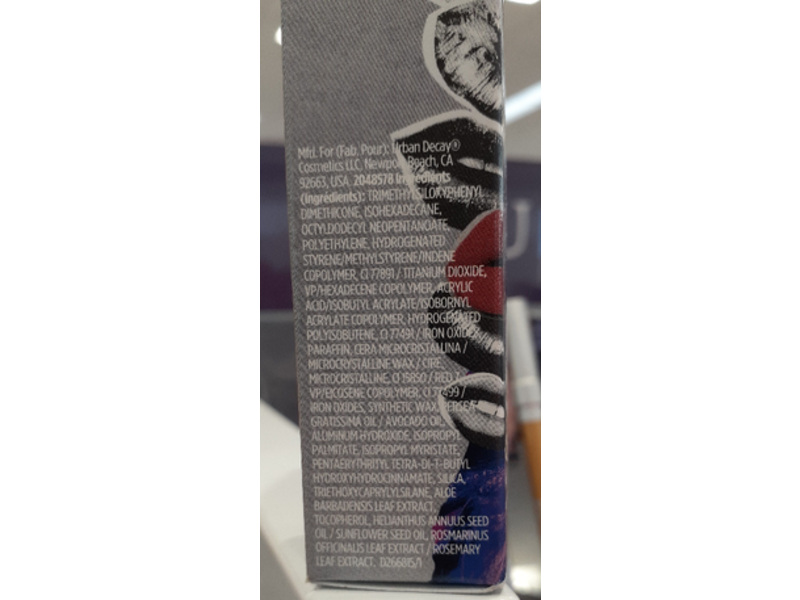 Mfd. For (Fab. Pour): Urban Decay®
Cosmetics LLC, Newport Beach, CA
92663, USA. 2048578 Ingredients
(Ingrédients): TRIMETHYLSILOXYPHENYL
DIMETHICONE, ISOHEXADECANE,
OCTYLDODECYL NEOPENTANOATE,
POLYETHYLENE, HYDROGENATED
STYRENE/METHYLSTYRENE/INDENE
COPOLYMER, CI 77891 / TITANIUM DIOXIDE,
VP/HEXADECENE COPOLYMER, ACRYLIC
ACID/ISOBUTYL ACRYLATE/ISOBORNYL
ACRYLATE COPOLYMER, HYDROGENATED
POLYISOBUTENE, CI 77491 / IRON OXIDES,
PARAFFIN, CERA MICROCRISTALLINA /
MICROCRYSTALLINE WAX / CIRE
MICROCRISTALLINE, CI 15850 / RED 7,
VP/EICOSENE COPOLYMER, CI 77499 /
IRON OXIDES, SYNTHETIC WAX, PERSEA
GRATISSIMA OIL / AVOCADO OIL,
ALUMINUM HYDROXIDE, ISOPROPYL
PALMITATE, ISOPROPYL MYRISTATE,
PENTAERYTHRITYL TETRA-DI-T-BUTYL
HYDROXYHYDROCINNAMATE, SILICA,
TRIETHOXYCAPRYLYLSILANE, ALOE
BARBADENSIS LEAF EXTRACT,
TOCOPHEROL, HELIANTHUS ANNUUS SEED
OIL / SUNFLOWER SEED OIL, ROSMARINUS
OFFICINALIS LEAF EXTRACT / ROSEMARY
LEAF EXTRACT. D266815/1
U